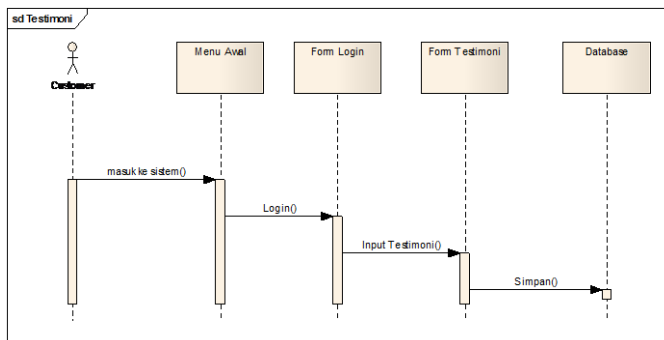 sd Testimoni
Customer
Menu Awal
Form Login
Form Testimoni
Database
masuk ke sistem()
Login()
Input Testimoni()
Simpan()